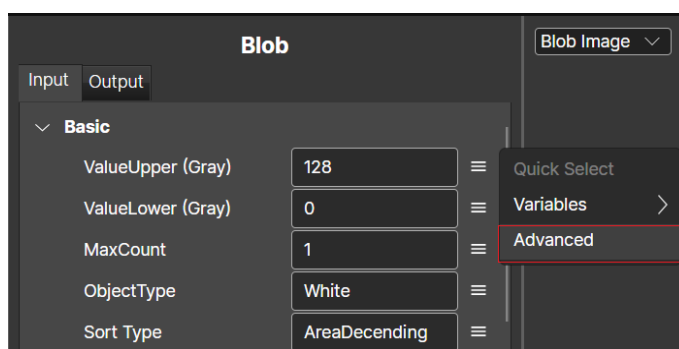 Blob
Blob Image
Input Output
Basic
ValueUpper (Gray) 128
Quick Select
ValueLower (Gray) 0
Variables
MaxCount 1
Advanced
ObjectType White
Sort Type AreaDecending